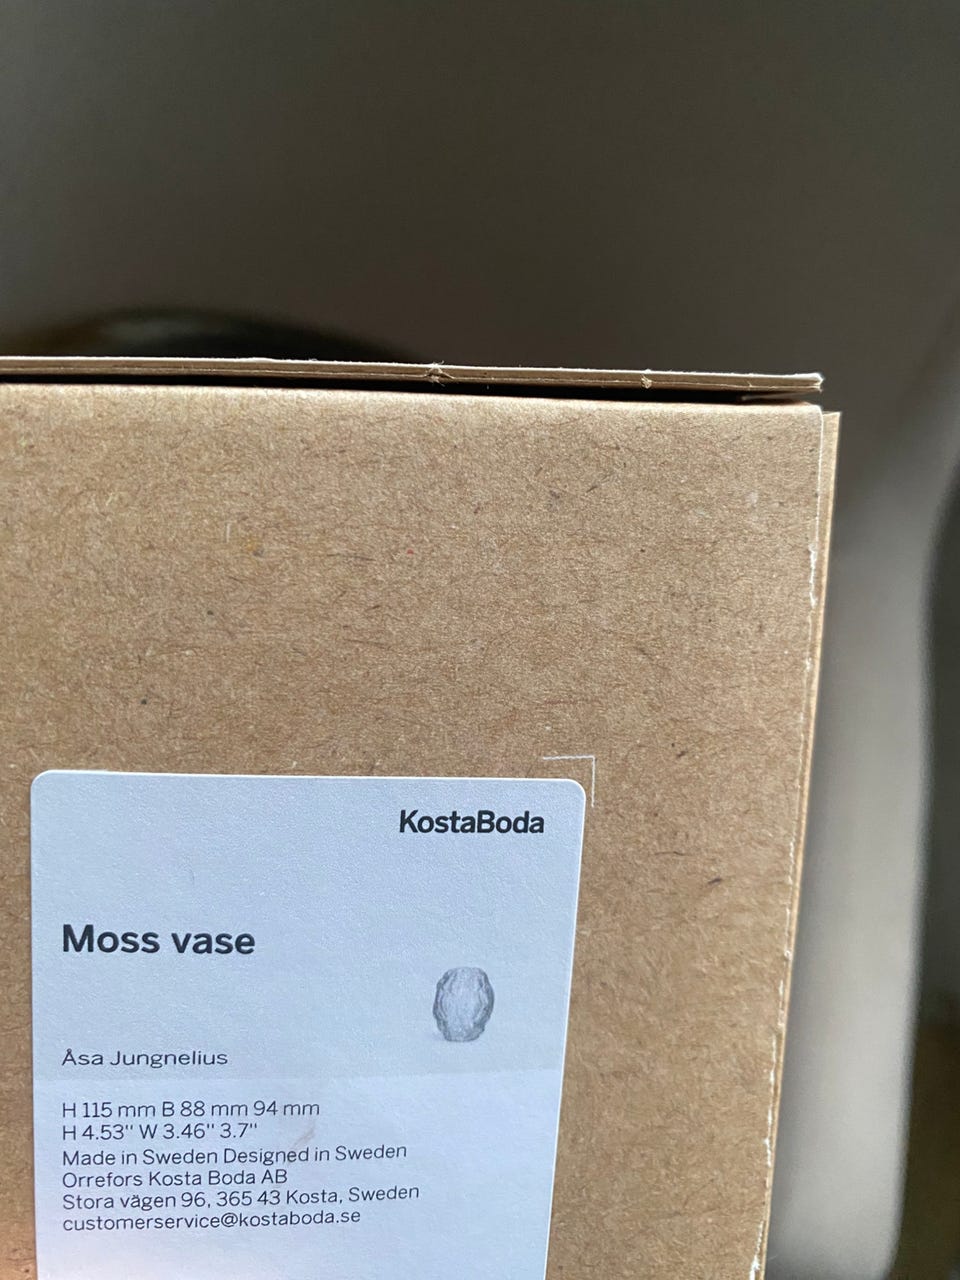 KostaBoda
Moss vase
Åsa Jungnelius
H 115 mm B 88 mm 94 mm
H 4.53" W 3.46" 3.7"
Made in Sweden Designed in Sweden
Orrefors Kosta Boda AB
Stora vägen 96, 365 43 Kosta, Sweden
customerservice@kostaboda.se